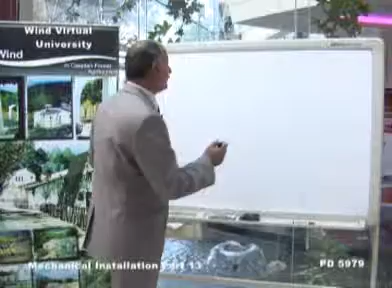 Wind Virtual
University
Wind
Mechanical Installation Part 13
PD 5979